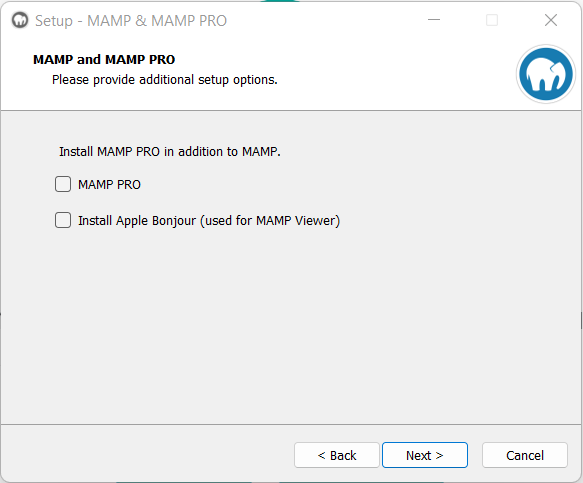 Setup - MAMP & MAMP PRO
MAMP and MAMP PRO
Please provide additional setup options.
Install MAMP PRO in addition to MAMP.
MAMP PRO
Install Apple Bonjour (used for MAMP Viewer)
< Back
Next >
Cancel